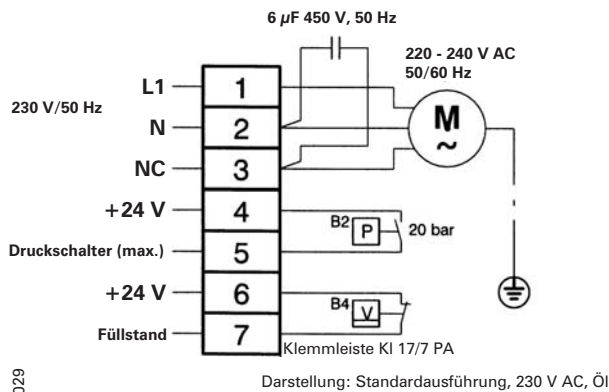 6 µF 450 V, 50 Hz
220 - 240 V AC
50/60 Hz
230 V/50 Hz
L1
1
N
2
NC
3
M
~
+24 V
4
B2
P
20 bar
Druckschalter (max.)
5
+24 V
6
B4
V
Füllstand
7
Klemmleiste KI 17/7 PA
029
Darstellung: Standardausführung, 230 V AC, Öl